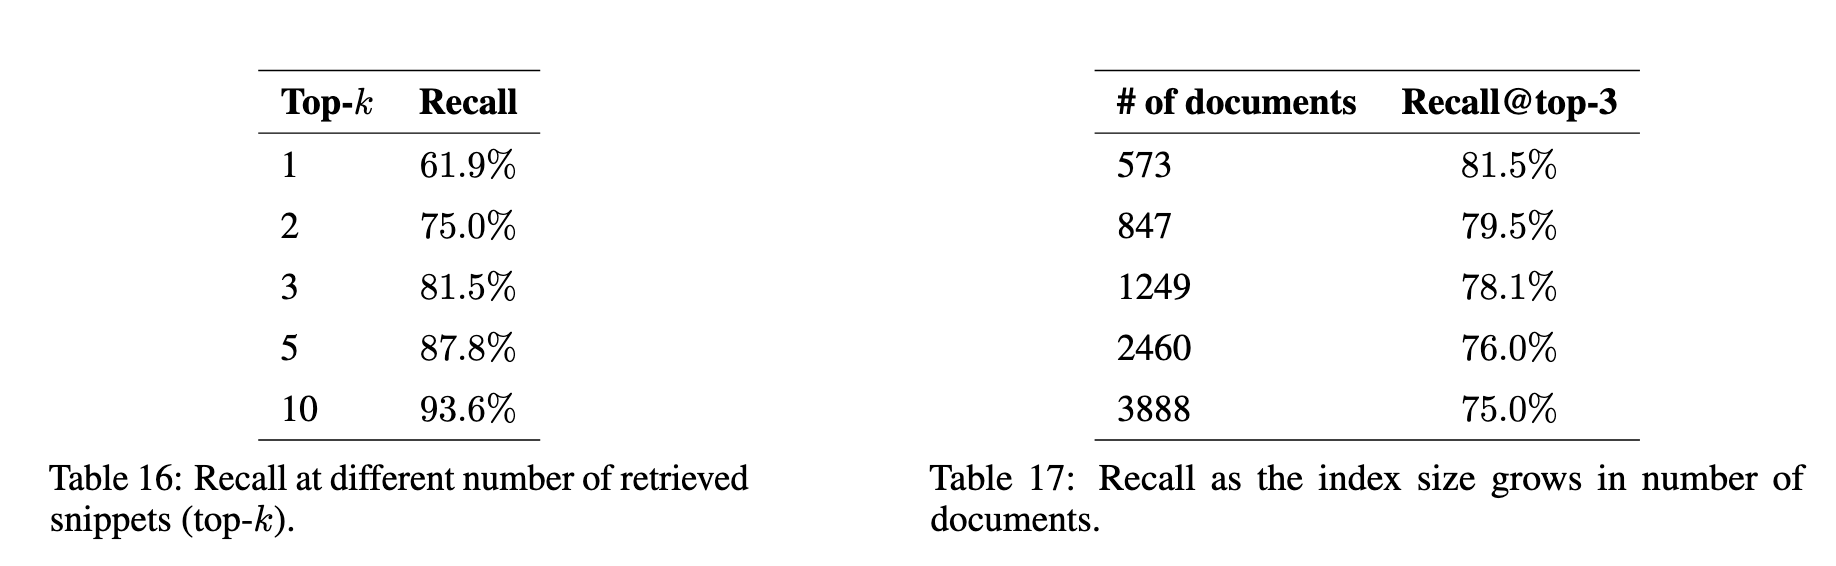 Top-k Recall
1 61.9%
2 75.0%
3 81.5%
5 87.8%
10 93.6%
Table 16: Recall at different number of retrieved
snippets (top-k).
# of documents Recall@top-3
573 81.5%
847 79.5%
1249 78.1%
2460 76.0%
3888 75.0%
Table 17: Recall as the index size grows in number of
documents.